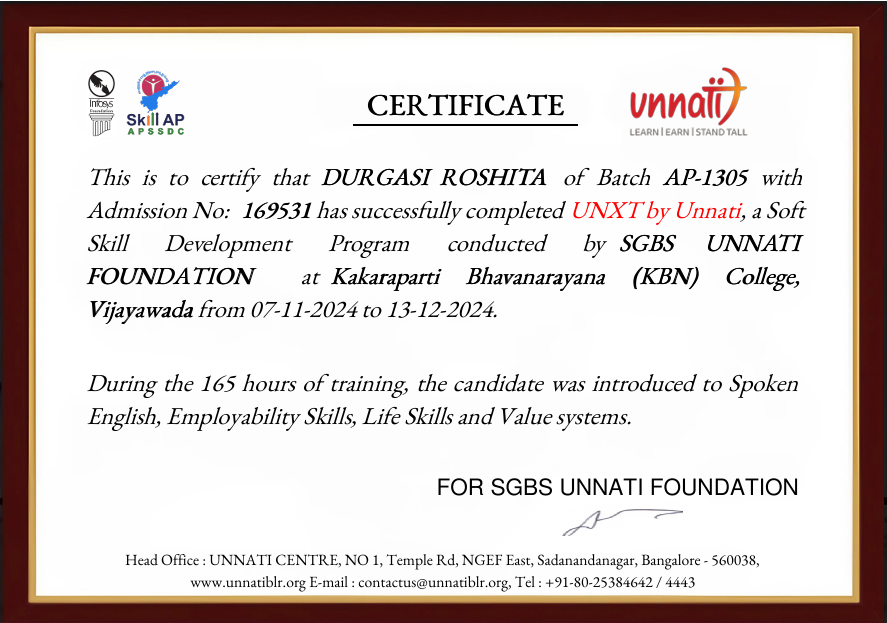 Infosys
Foundation
Skill AP
APSSDC
CERTIFICATE
unnati
LEARN | EARN | STAND TALL
This is to certify that DURGASI ROSHITA of Batch AP-1305 with
Admission No: 169531 has successfully completed UNXT by Unnati, a Soft
Skill Development Program conducted by SGBS UNNATI
FOUNDATION at Kakaraparti Bhavanarayana (KBN) College,
Vijayawada from 07-11-2024 to 13-12-2024.
During the 165 hours of training, the candidate was introduced to Spoken
English, Employability Skills, Life Skills and Value systems.
FOR SGBS UNNATI FOUNDATION
Head Office : UNNATI CENTRE, NO 1, Temple Rd, NGEF East, Sadanandanagar, Bangalore - 560038,
www.unnatiblr.org E-mail : contactus@unnatiblr.org, Tel : +91-80-25384642 / 4443